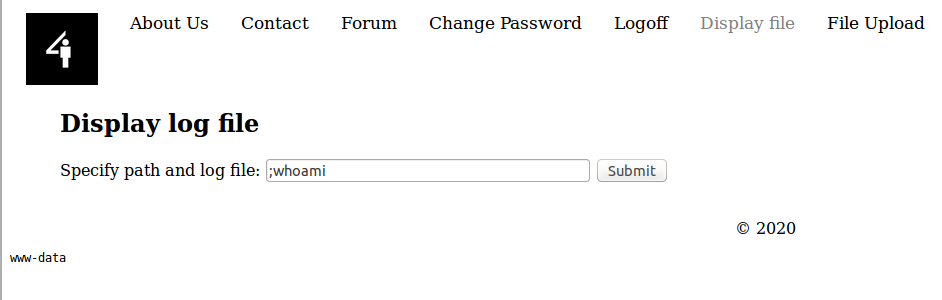 About Us Contact Forum Change Password Logoff Display file File Upload
Display log file
Specify path and log file: ;whoami Submit
© 2020
www-data